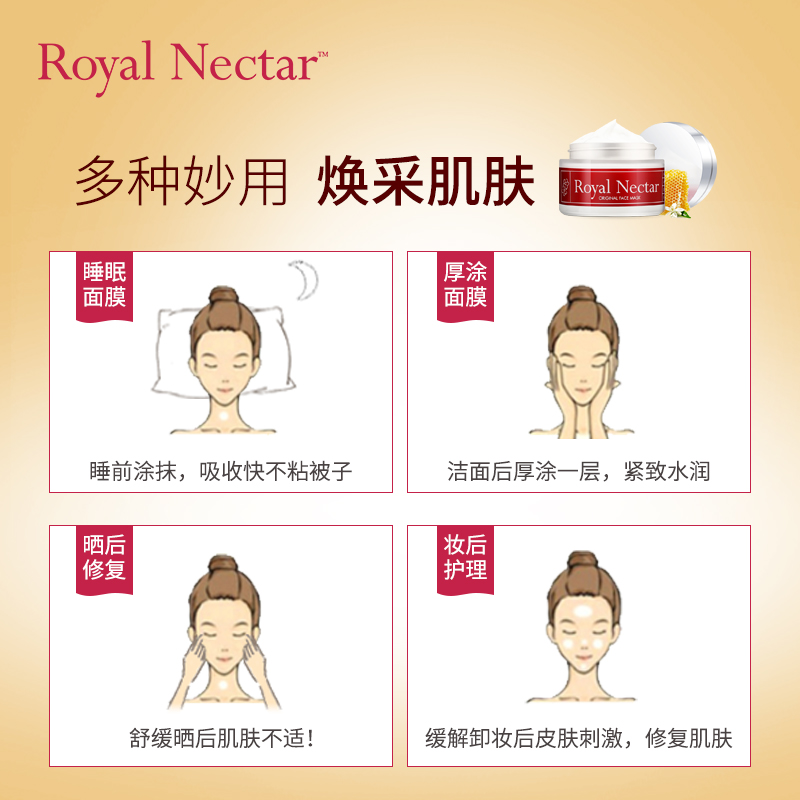 Royal Nectar™
多种妙用 焕采肌肤
Royal Nectar
ORIGINAL FACE MASK
睡眠
面膜
睡前涂抹，吸收快不粘被子
厚涂
面膜
洁面后厚涂一层，紧致水润
晒后
修复
舒缓晒后肌肤不适！
妆后
护理
缓解卸妆后皮肤刺激，修复肌肤